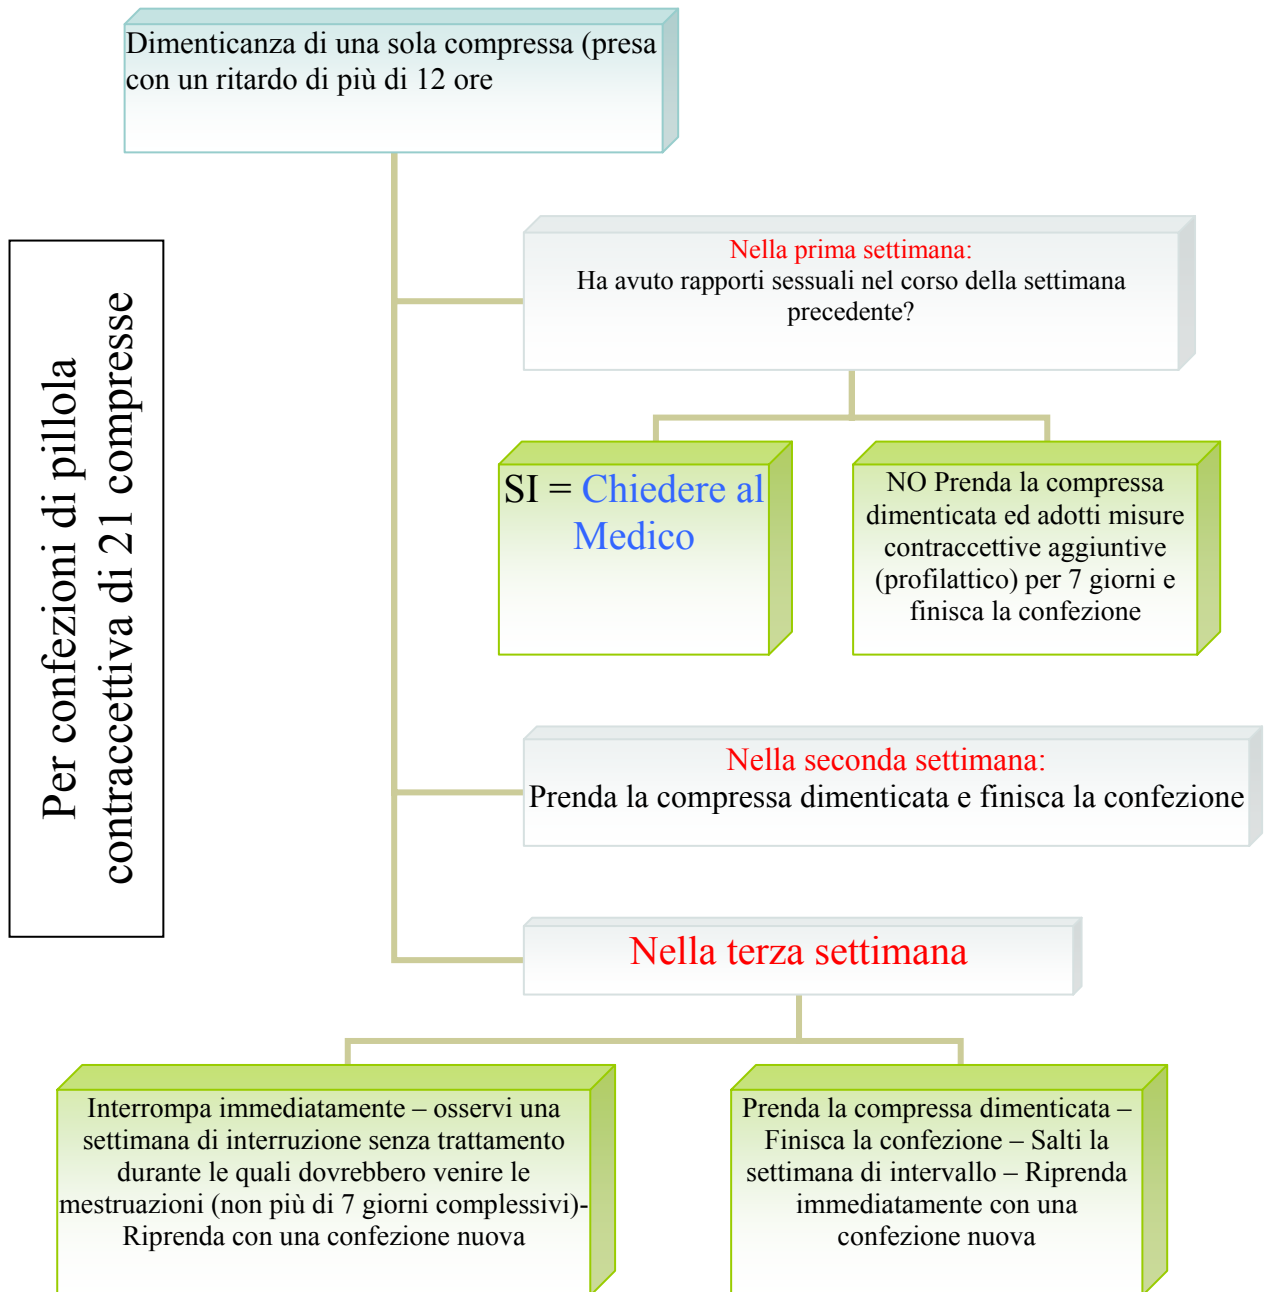 Dimenticanza di una sola compressa (presa
con un ritardo di più di 12 ore
Per confezioni di pillola
contraccettiva di 21 compresse
Nella prima settimana:
Ha avuto rapporti sessuali nel corso della settimana
precedente?
SI = Chiedere al
Medico
NO Prenda la compressa
dimenticata ed adotti misure
contraccettive aggiuntive
(profilattico) per 7 giorni e
finisca la confezione
Nella seconda settimana:
Prenda la compressa dimenticata e finisca la confezione
Nella terza settimana
Interrompa immediatamente – osservi una
settimana di interruzione senza trattamento
durante le quali dovrebbero venire le
mestruazioni (non più di 7 giorni complessivi)-
Riprenda con una confezione nuova
Prenda la compressa dimenticata –
Finisca la confezione – Salti la
settimana di intervallo – Riprenda
immediatamente con una
confezione nuova